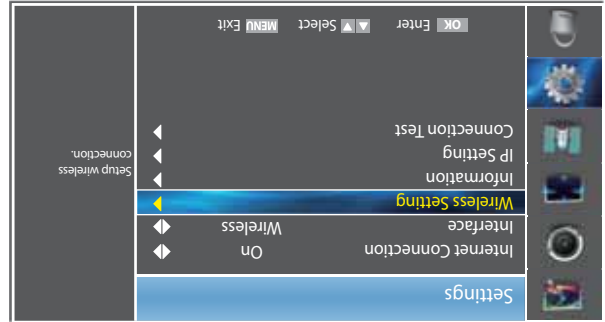 Settings
Internet Connection On
Interface Wireless
Wireless Setting
Information
IP Setting
Connection Test
Setup wireless
connection.
OK Enter Select MENU Exit